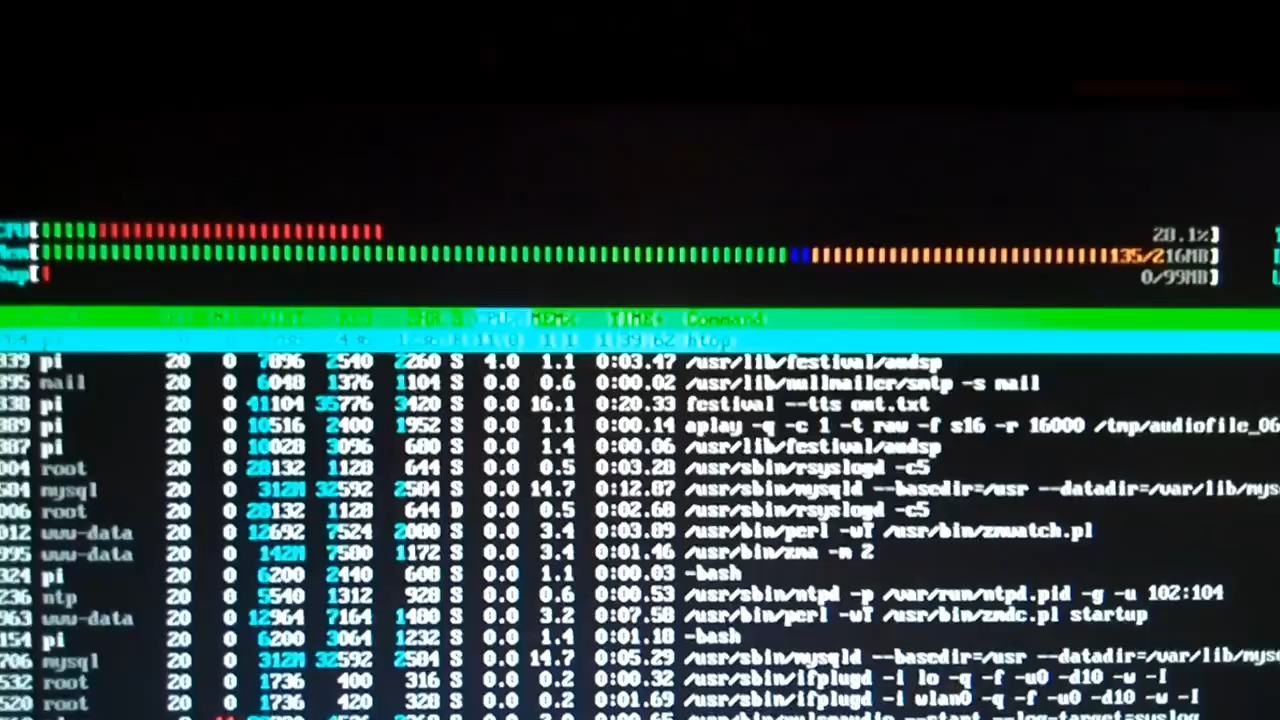 CPU[ 28.1%]
Mem[ 135/216MB]
Swp[ 0/99MB]
S CPU% MEM% TIME+ Command
1:39.62 htop
339 pi 20 0 7896 2540 2260 S 4.0 1.1 0:03.47 /usr/lib/festival/audsp
395 mail 20 0 6048 1376 1104 S 0.0 0.6 0:00.02 /usr/lib/nullmailer/smtp -s mail
338 pi 20 0 41104 35776 3420 S 0.0 16.1 0:20.33 festival --tts out.txt
389 pi 20 0 10516 2400 1952 S 0.0 1.1 0:00.14 aplay -q -c 1 -t raw -f s16 -r 16000 /tmp/audiofile_06
387 pi 20 0 10028 3096 680 S 0.0 1.4 0:00.06 /usr/lib/festival/audsp
004 root 20 0 28132 1128 644 S 0.0 0.5 0:03.28 /usr/sbin/rsyslogd -c5
584 mysql 20 0 312M 32592 2584 S 0.0 14.7 0:12.87 /usr/sbin/mysqld --basedir=/usr --datadir=/var/lib/mys
006 root 20 0 28132 1128 644 D 0.0 0.5 0:02.68 /usr/sbin/rsyslogd -c5
012 www-data 20 0 12692 7524 2080 S 0.0 3.4 0:03.89 /usr/bin/perl -wT /usr/bin/zmwatch.pl
995 www-data 20 0 142M 7580 1172 S 0.0 3.4 0:01.46 /usr/bin/zma -m 2
324 pi 20 0 6200 2440 608 S 0.0 1.1 0:00.03 -bash
236 ntp 20 0 5540 1312 928 S 0.0 0.6 0:00.53 /usr/sbin/ntpd -p /var/run/ntpd.pid -g -u 102:104
963 www-data 20 0 12964 7164 1480 S 0.0 3.2 0:07.58 /usr/bin/perl -wT /usr/bin/zmdc.pl startup
154 pi 20 0 6200 3064 1232 S 0.0 1.4 0:01.18 -bash
706 mysql 20 0 312M 32592 2584 S 0.0 14.7 0:05.29 /usr/sbin/mysqld --basedir=/usr --datadir=/var/lib/mys
532 root 20 0 1736 400 316 S 0.0 0.2 0:00.32 /usr/sbin/ifplugd -i lo -q -f -u0 -d10 -w -I
520 root 20 0 1736 420 328 S 0.0 0.2 0:01.69 /usr/sbin/ifplugd -i wlan0 -q -f -u0 -d10 -w -I